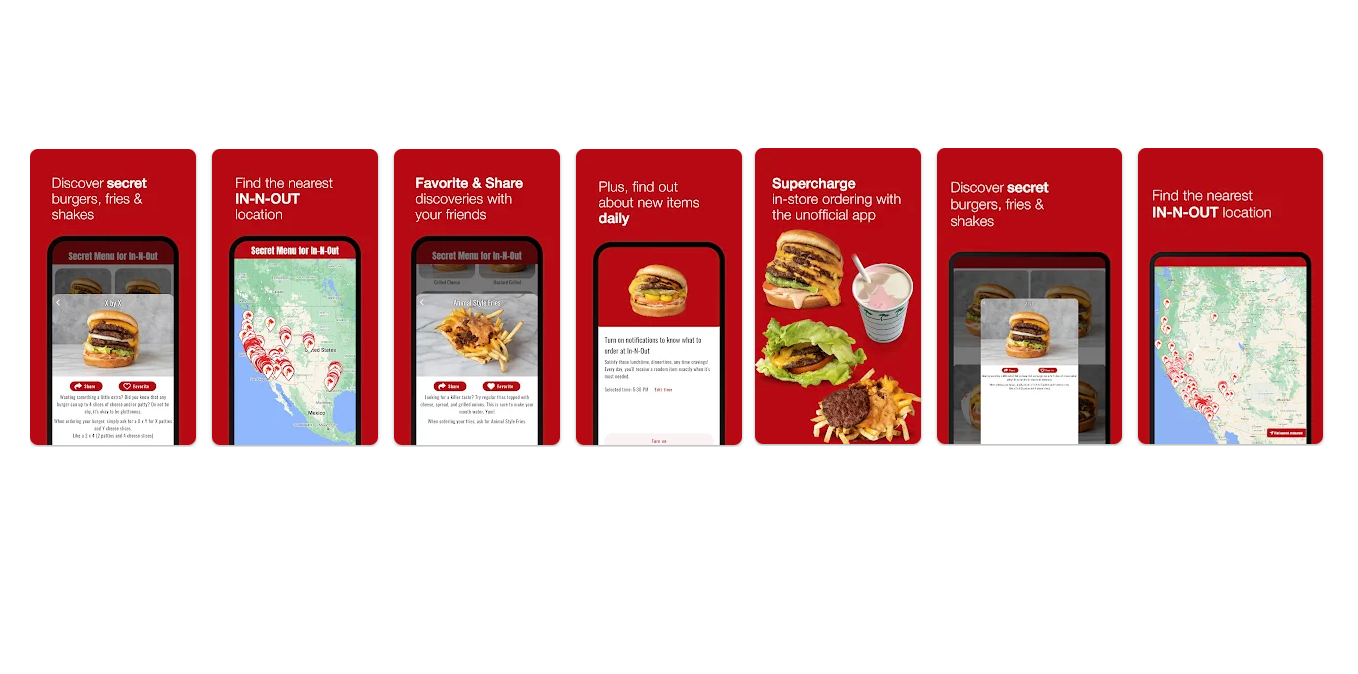 Discover secret
burgers, fries &
shakes
Secret Menu for In-N-Out
X by X
Share
Favorite
Wanting something a little extra? Did you know that any
burger can up to 4 slices of cheese and/or patty? Do not be
shy, it's okay to be gluttonous.
When ordering your burger, simply ask for a X x Y for X patties
and Y cheese slices.
Like a 2 x 4 (2 patties and 4 cheese slices)
Find the nearest
IN-N-OUT
location
Secret Menu for In-N-Out
United States
Mexico
Favorite & Share
discoveries with
your friends
Secret Menu for In-N-Out
Grilled Cheese
Mustard Grilled
Animal Style Fries
Share
Favorite
Looking for a killer taste? Try regular fries topped with
cheese, spread, and grilled onions. This is sure to make your
mouth water. Yum!
When ordering your fries, ask for Animal Style Fries.
Plus, find out
about new items
daily
Turn on notifications to know what to
order at In-N-Out
Satisfy those lunchtime, dinnertime, any time cravings!
Every day, you'll receive a random item exactly when it's
most needed.
Selected time: 5:30 PM Edit time
Turn on
Supercharge
in-store ordering with
the unofficial app
Discover secret
burgers, fries &
shakes
Find the nearest
IN-N-OUT location